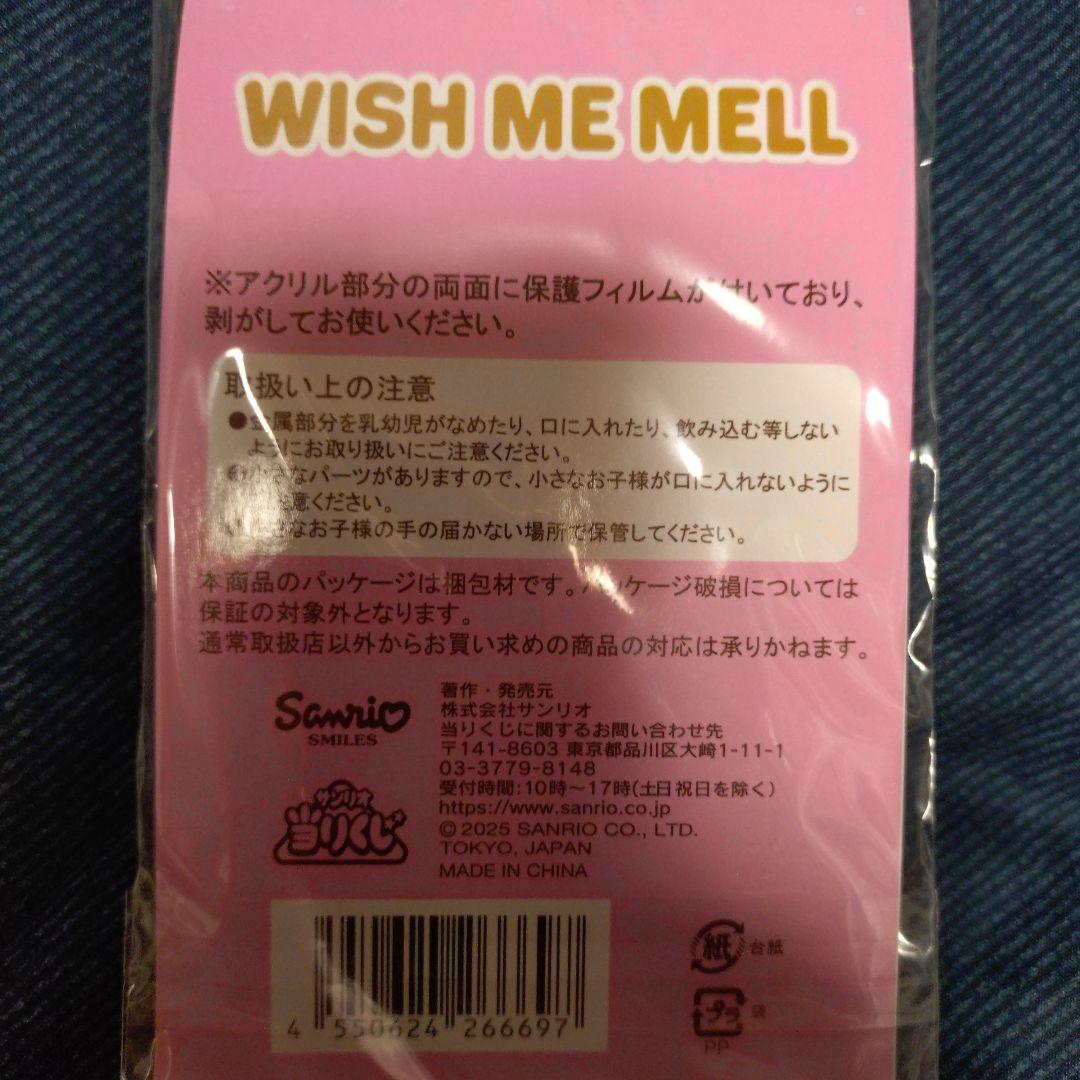 WISH ME MELL
※アクリル部分の両面に保護フィルムが いており、
剥がしてお使いください。
取扱い上の注意
●金属部分を乳幼児がなめたり、口に入れたり、飲み込む等しない
ようにお取り扱いにご注意ください。
●小さなパーツがありますので、小さなお子様が口に入れないように
注意ください。
●小さなお子様の手の届かない場所で保管してください。
本商品のパッケージは梱包材です。パッケージ破損については
保証の対象外となります。
通常取扱店以外からお買い求めの商品の対応は承りかねます。
Sanrio
SMILES
サンリオ
当りくじ
著作・発売元
株式会社サンリオ
当りくじに関するお問い合わせ先
〒141-8603 東京都品川区大崎1-11-1
03-3779-8148
受付時間:10時～17時(土日祝日を除く)
https://www.sanrio.co.jp
© 2025 SANRIO CO., LTD.
TOKYO, JAPAN
MADE IN CHINA
4 550624 266697
紙 台紙
プラ 袋
PP